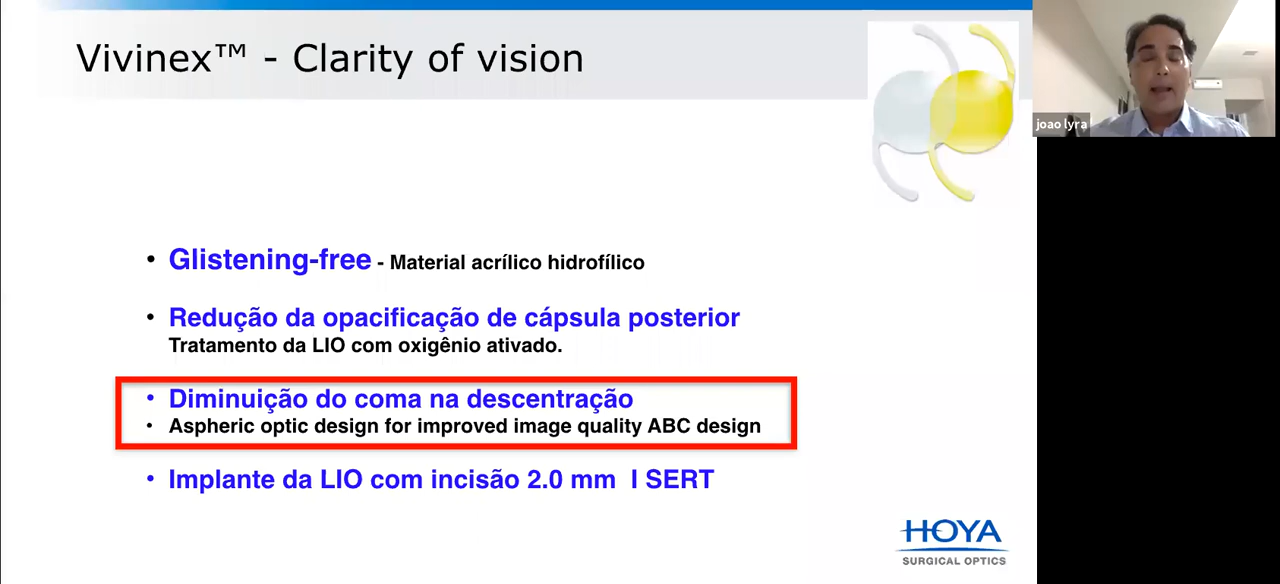 Vivinex™ - Clarity of vision
joao lyra
• Glistening-free - Material acrílico hidrofílico
• Redução da opacificação de cápsula posterior
Tratamento da LIO com oxigênio ativado.
• Diminuição do coma na descentração
• Aspheric optic design for improved image quality ABC design
• Implante da LIO com incisão 2.0 mm I SERT
HOYA
SURGICAL OPTICS